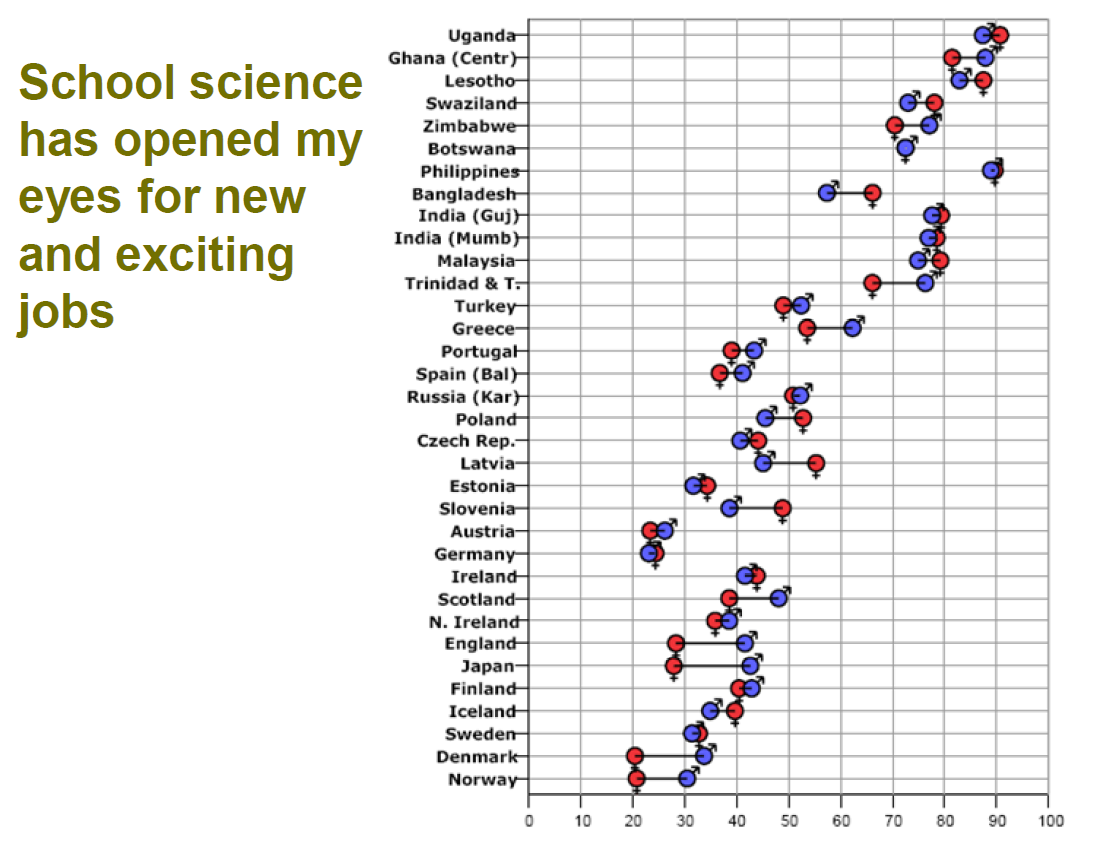 School science
has opened my
eyes for new
and exciting
jobs
Uganda
Ghana (Centr)
Lesotho
Swaziland
Zimbabwe
Botswana
Philippines
Bangladesh
India (Guj)
India (Mumb)
Malaysia
Trinidad & T.
Turkey
Greece
Portugal
Spain (Bal)
Russia (Kar)
Poland
Czech Rep.
Latvia
Estonia
Slovenia
Austria
Germany
Ireland
Scotland
N. Ireland
England
Japan
Finland
Iceland
Sweden
Denmark
Norway
0 10 20 30 40 50 60 70 80 90 100